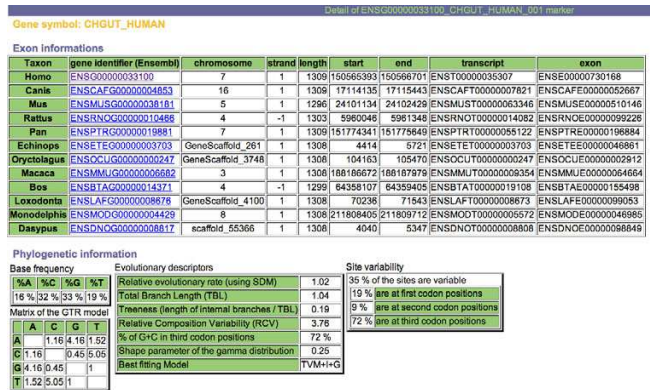 Detail of ENSG00000033100_CHGUT_HUMAN_001 marker
Gene symbol: CHGUT_HUMAN
Exon informations
Taxon gene identifier (Ensembl) chromosome strand length start end transcript exon
Homo ENSG00000033100 7 1 1309 150565393 150566701 ENST00000035307 ENSE00000730168
Canis ENSCAFG00000004853 16 1 1309 17114135 17115443 ENSCAFT00000007821 ENSCAFE00000052667
Mus ENSMUSG00000038181 5 1 1296 24101134 24102429 ENSMUST00000063346 ENSMUSE00000510146
Rattus ENSRNOG00000010466 4 -1 1303 5960046 5961348 ENSRNOT00000014082 ENSRNOE00000099226
Pan ENSPTRG00000019881 7 1 1309 151774341 151775649 ENSPTRT00000055122 ENSPTRE00000196884
Echinops ENSETEG00000003703 GeneScaffold_261 1 1308 4414 5721 ENSETET00000003703 ENSETEE00000046861
Oryctolagus ENSOCUG00000000247 GeneScaffold_3748 1 1308 104163 105470 ENSOCUT00000000247 ENSOCUE00000002912
Macaca ENSMMUG00000006682 3 1 1308 188186672 188187979 ENSMMUT00000009354 ENSMMUE00000064664
Bos ENSBTAG00000014371 4 -1 1299 64358107 64359405 ENSBTAT00000019108 ENSBTAE00000155498
Loxodonta ENSLAFG00000008676 GeneScaffold_4100 1 1308 70236 71543 ENSLAFT00000008673 ENSLAFE00000099053
Monodelphis ENSMODG00000004429 8 1 1308 211808405 211809712 ENSMODT00000005572 ENSMODE00000046985
Dasypus ENSDNOG00000008817 scaffold_55366 1 1308 4040 5347 ENSDNOT00000008808 ENSDNOE00000098849
Phylogenetic information
Base frequency
%A %C %G %T
16 % 32 % 33 % 19 %
Matrix of the GTR model
A C G T
A 1.16 4.16 1.52
C 1.16 0.45 5.05
G 4.16 0.45 1
T 1.52 5.05 1
Evolutionary descriptors
Relative evolutionary rate (using SDM) 1.02
Total Branch Length (TBL) 1.04
Treeness (length of internal branches / TBL) 0.19
Relative Composition Variability (RCV) 3.76
% of G+C in third codon positions 72 %
Shape parameter of the gamma distribution 0.25
Best fitting Model TVM+I+G
Site variability
35 % of the sites are variable
19 % are at first codon positions
9 % are at second codon positions
72 % are at third codon positions